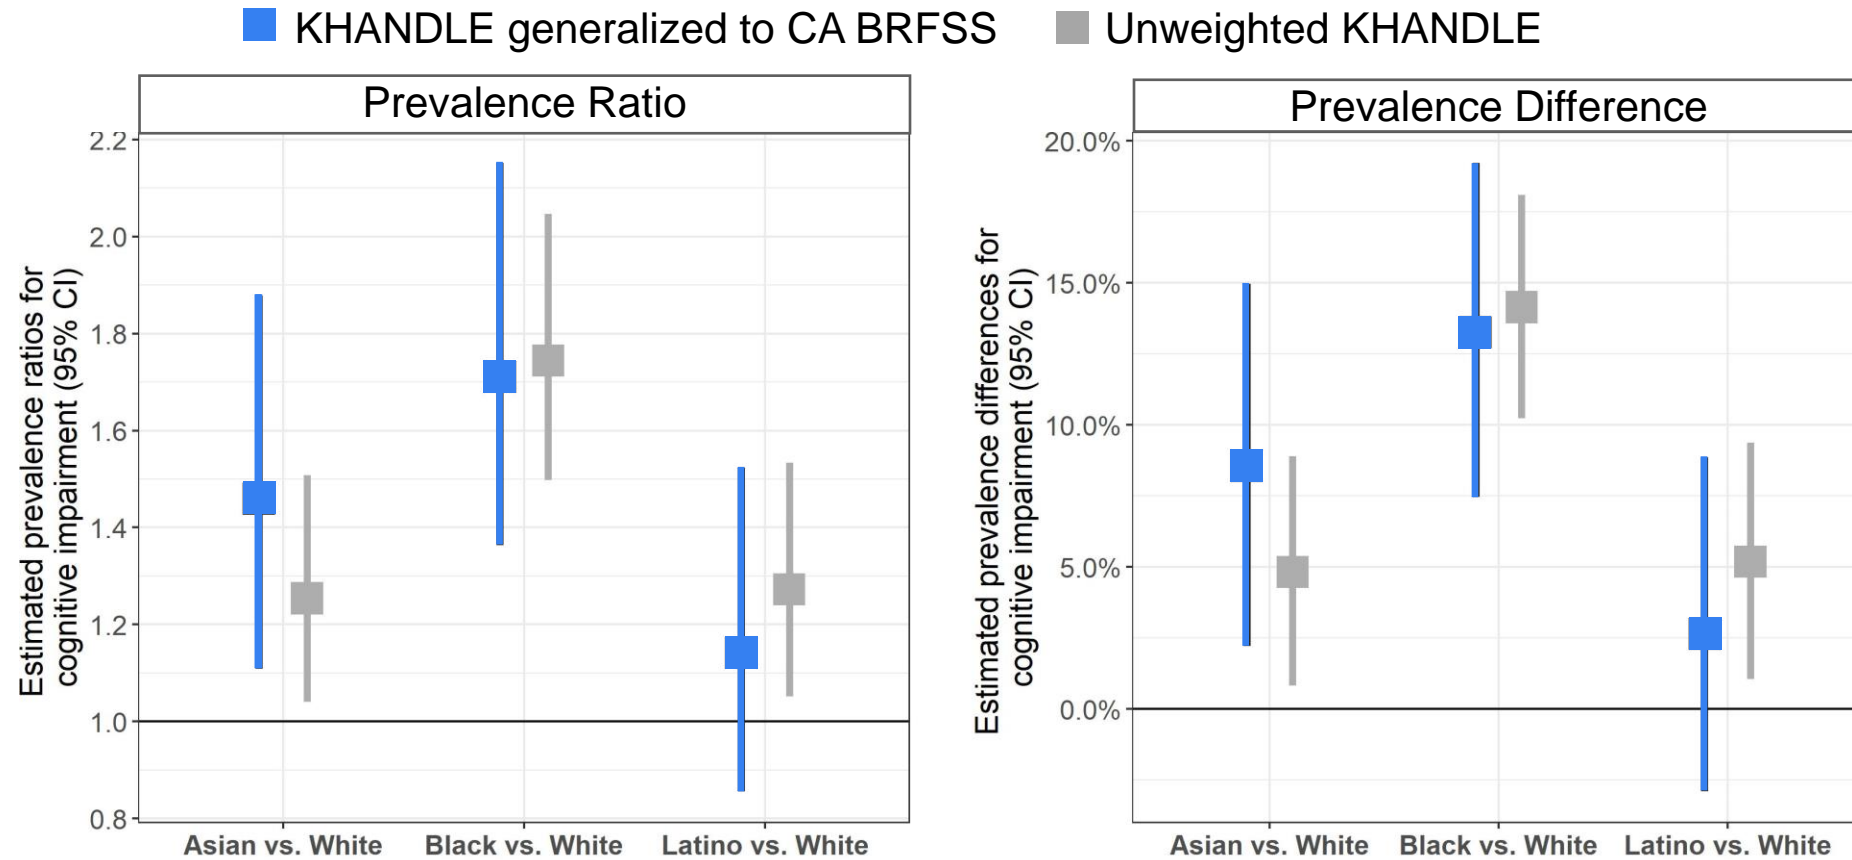 KHANDLE generalized to CA BRFSS
Unweighted KHANDLE
Prevalence Ratio
Estimated prevalence ratios for
cognitive impairment (95% CI)
2.2
2.0
1.8
1.6
1.4
1.2
1.0
0.8
Asian vs. White
Black vs. White
Latino vs. White
Prevalence Difference
Estimated prevalence differences for
cognitive impairment (95% CI)
20.0%
15.0%
10.0%
5.0%
0.0%
Asian vs. White
Black vs. White
Latino vs. White